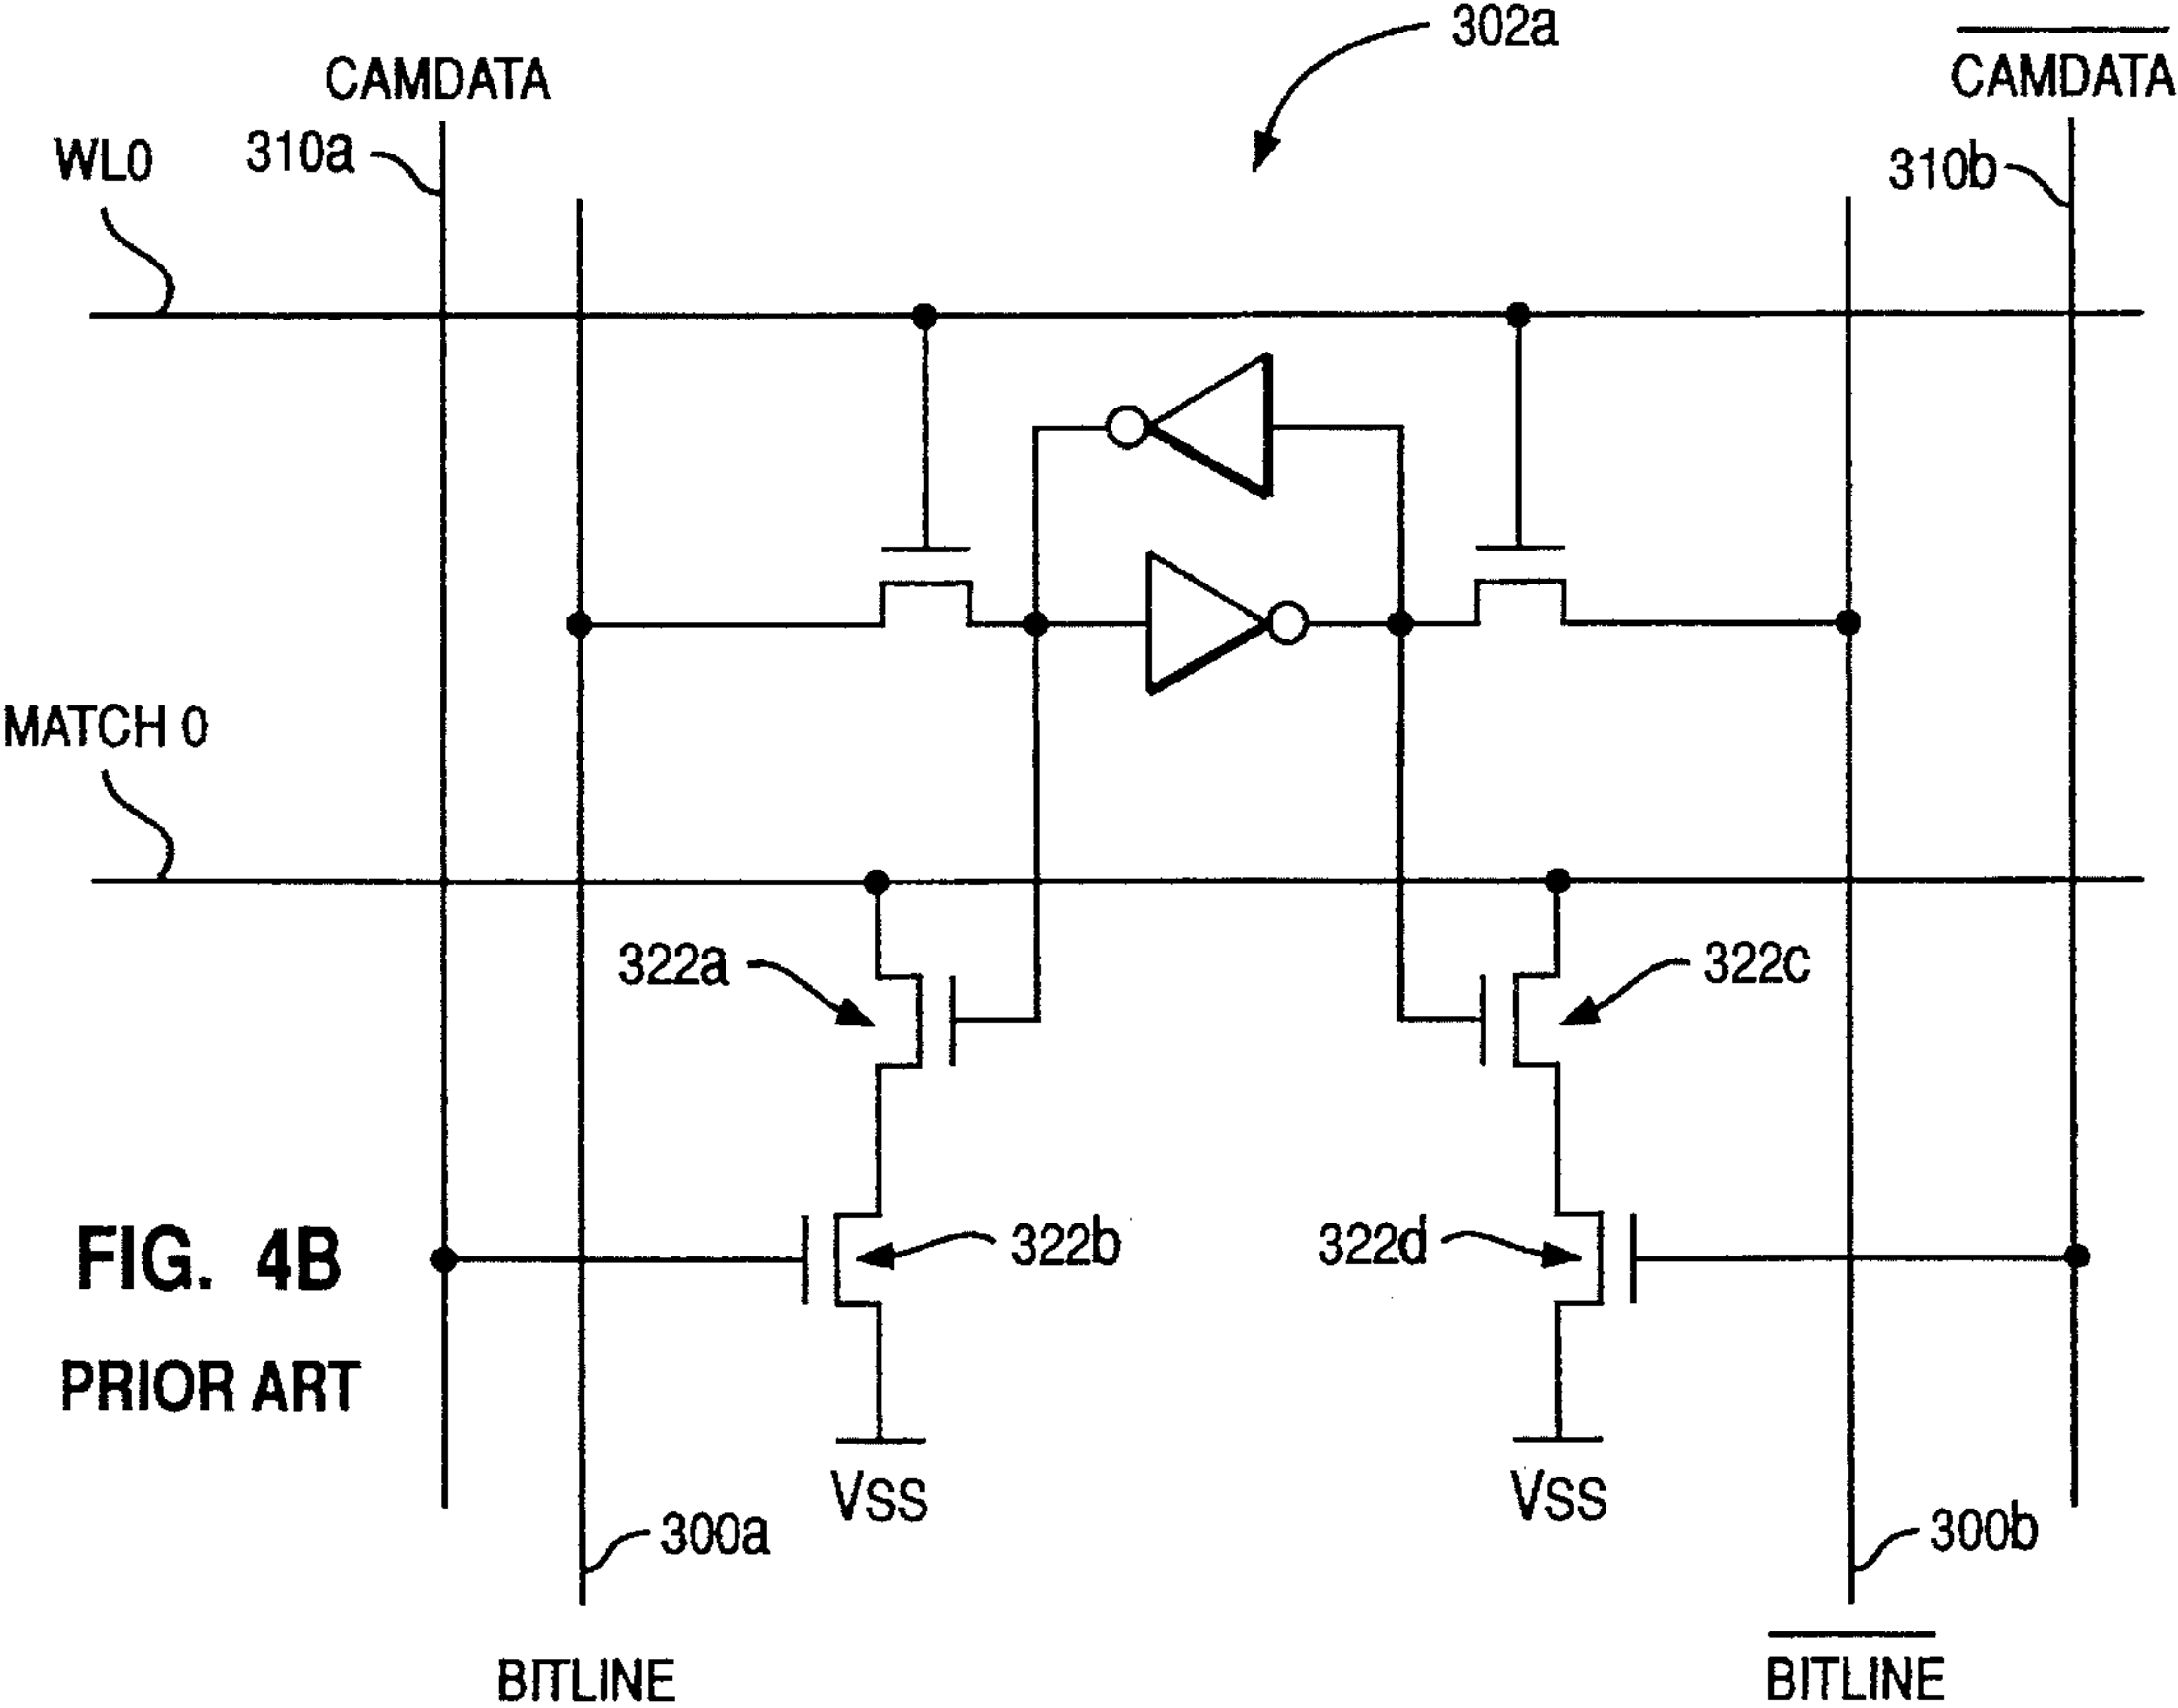 302a
CAMDATA
CAMDATA
WL0
310a
310b
MATCH 0
322a
322c
322b
322d
FIG. 4B
PRIOR ART
VSS
VSS
300a
300b
BITLINE
BITLINE